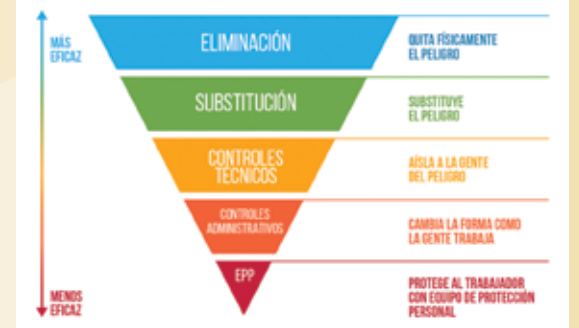 MÁS
EFICAZ
ELIMINACIÓN
QUITA FÍSICAMENTE
EL PELIGRO
SUBSTITUCIÓN
SUBSTITUYE
EL PELIGRO
CONTROLES
TÉCNICOS
AÍSLA A LA GENTE
DEL PELIGRO
CONTROLES
ADMINISTRATIVOS
CAMBIA LA FORMA COMO
LA GENTE TRABAJA
EPP
PROTEGE AL TRABAJADOR
CON EQUIPO DE PROTECCIÓN
PERSONAL
MENOS
EFICAZ